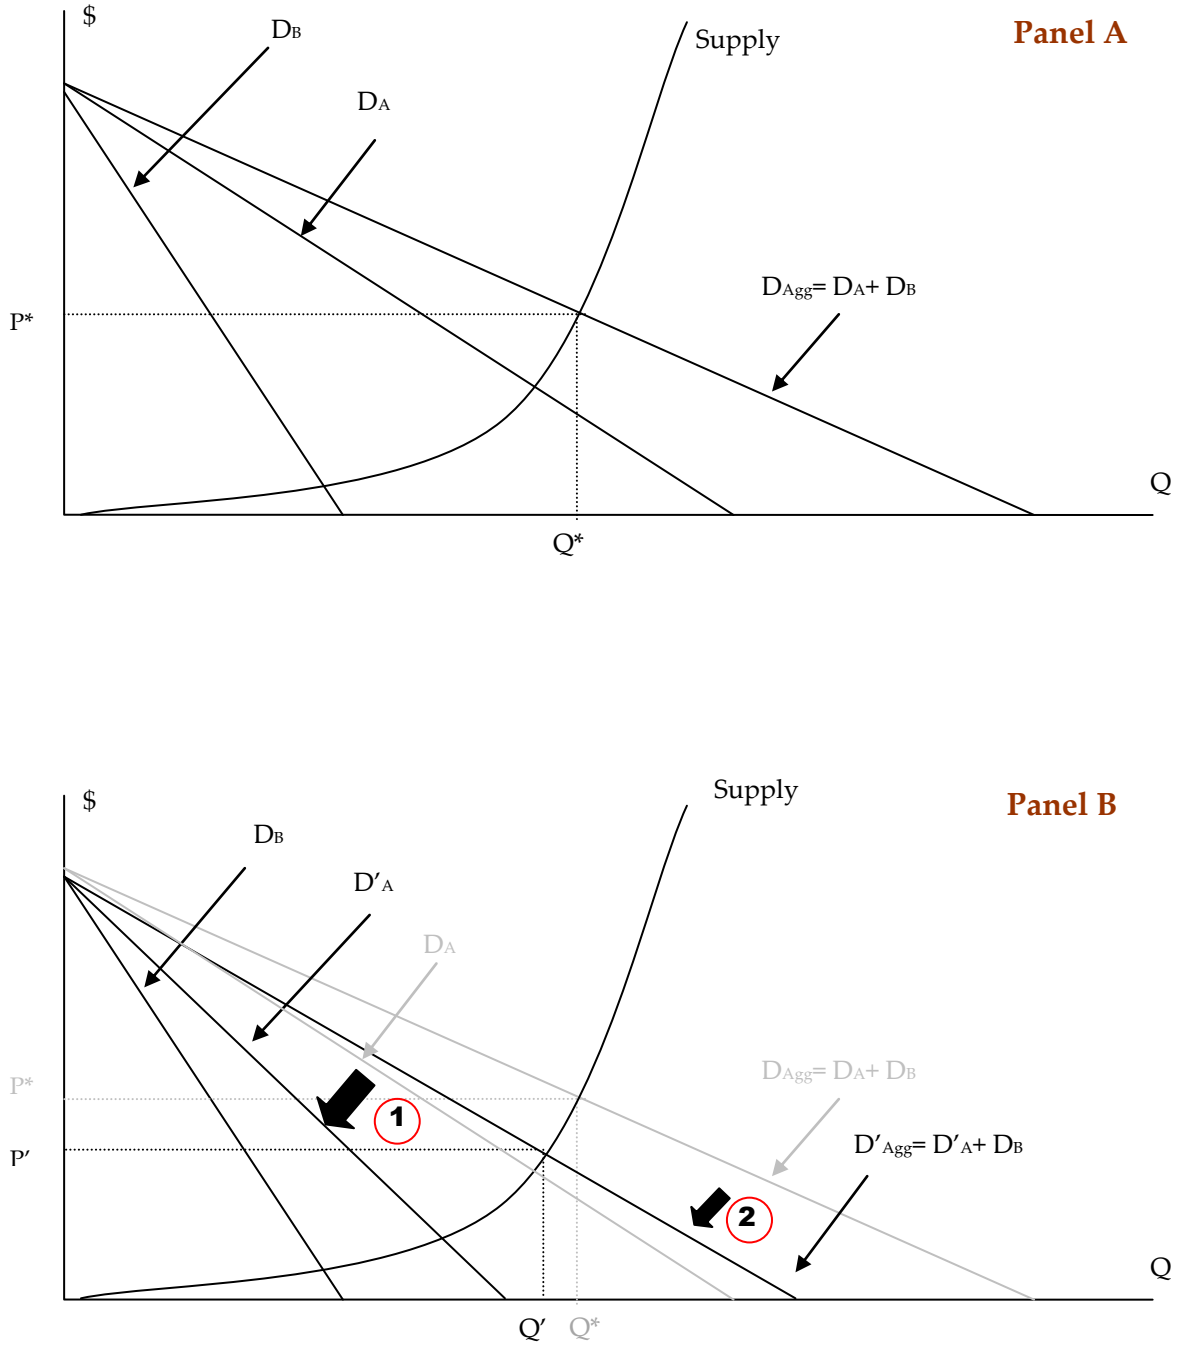 $
Panel A
DB
Supply
DA
DAgg= DA+ DB
P*
Q
Q*
Supply
$
Panel B
DB
D’A
DA
DAgg= DA+ DB
P*
1
D’Agg= D’A+ DB
P’
2
Q
Q’ Q*